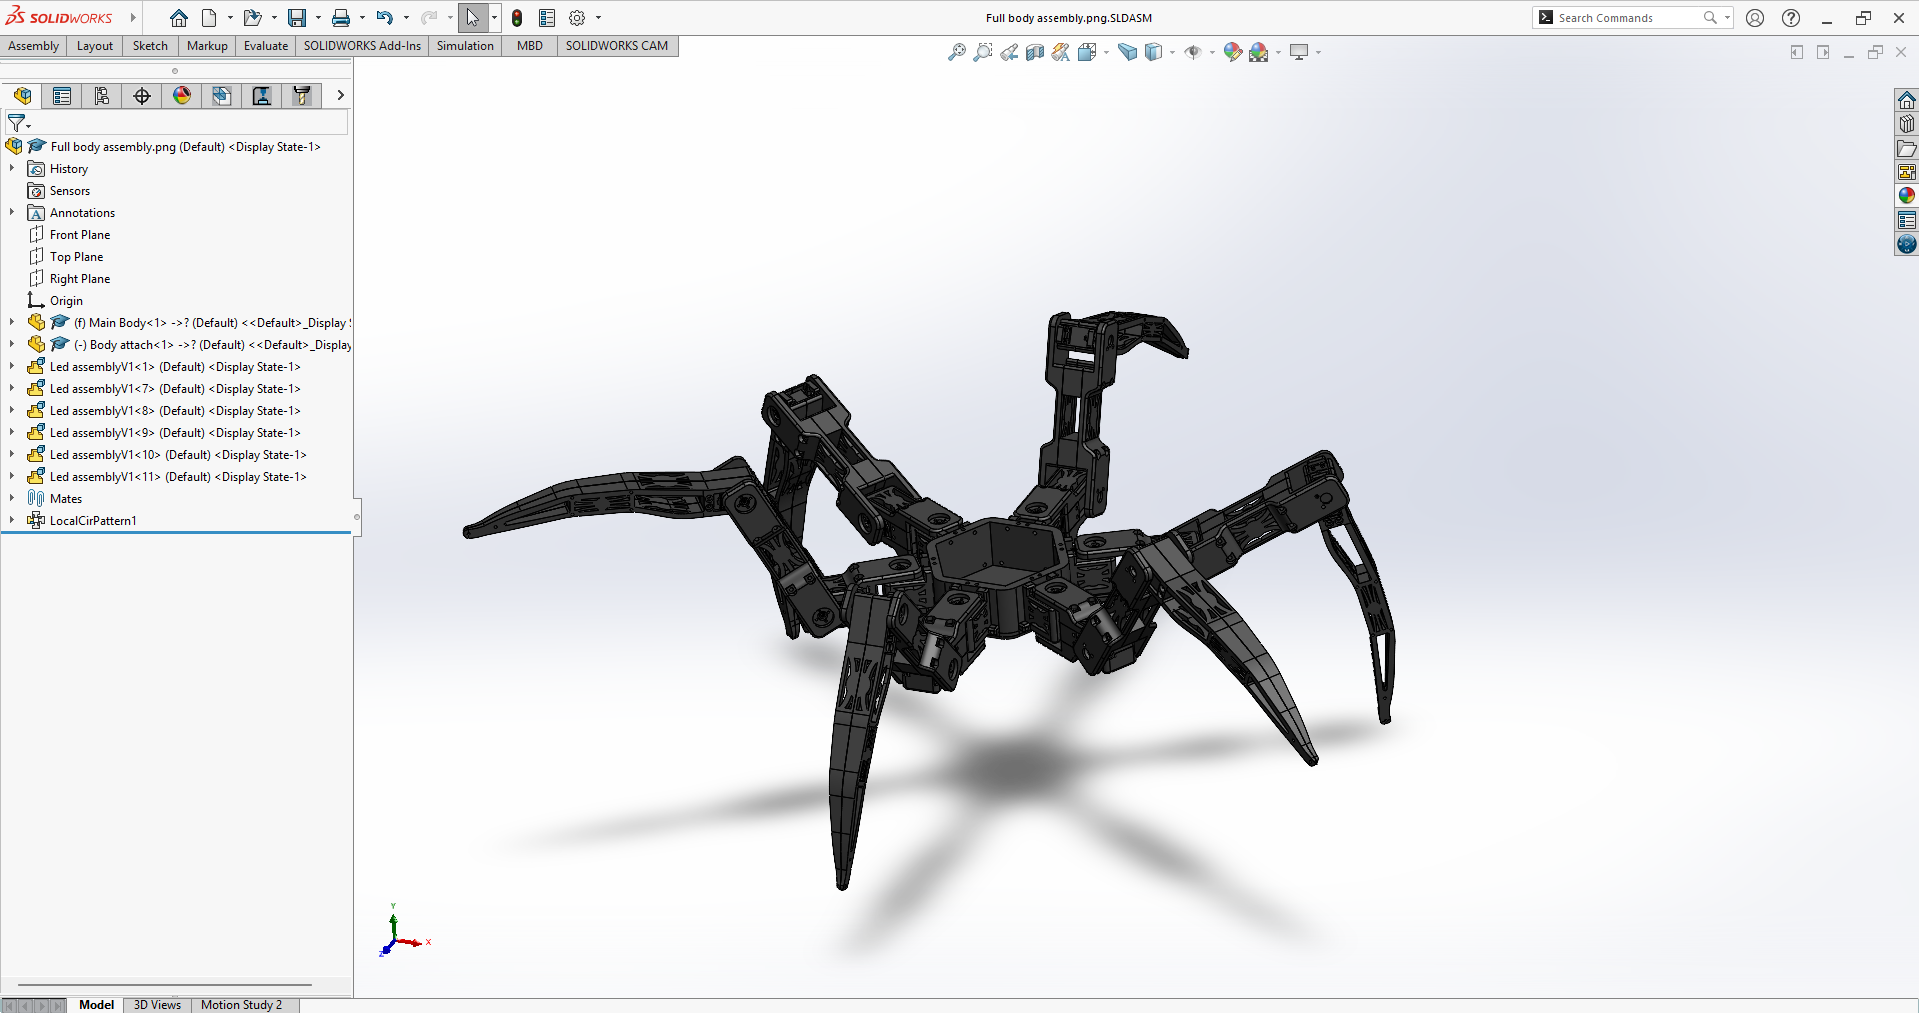 SOLIDWORKS
Full body assembly.png.SLDASM
Search Commands
Assembly
Layout
Sketch
Markup
Evaluate
SOLIDWORKS Add-Ins
Simulation
MBD
SOLIDWORKS CAM
Full body assembly.png (Default) <Display State-1>
History
Sensors
Annotations
Front Plane
Top Plane
Right Plane
Origin
(f) Main Body<1> ->? (Default) <<Default>_Display
(-) Body attach<1> ->? (Default) <<Default>_Display
Led assemblyV1<1> (Default) <Display State-1>
Led assemblyV1<7> (Default) <Display State-1>
Led assemblyV1<8> (Default) <Display State-1>
Led assemblyV1<9> (Default) <Display State-1>
Led assemblyV1<10> (Default) <Display State-1>
Led assemblyV1<11> (Default) <Display State-1>
Mates
LocalCirPattern1
Y
X
Z
Model
3D Views
Motion Study 2